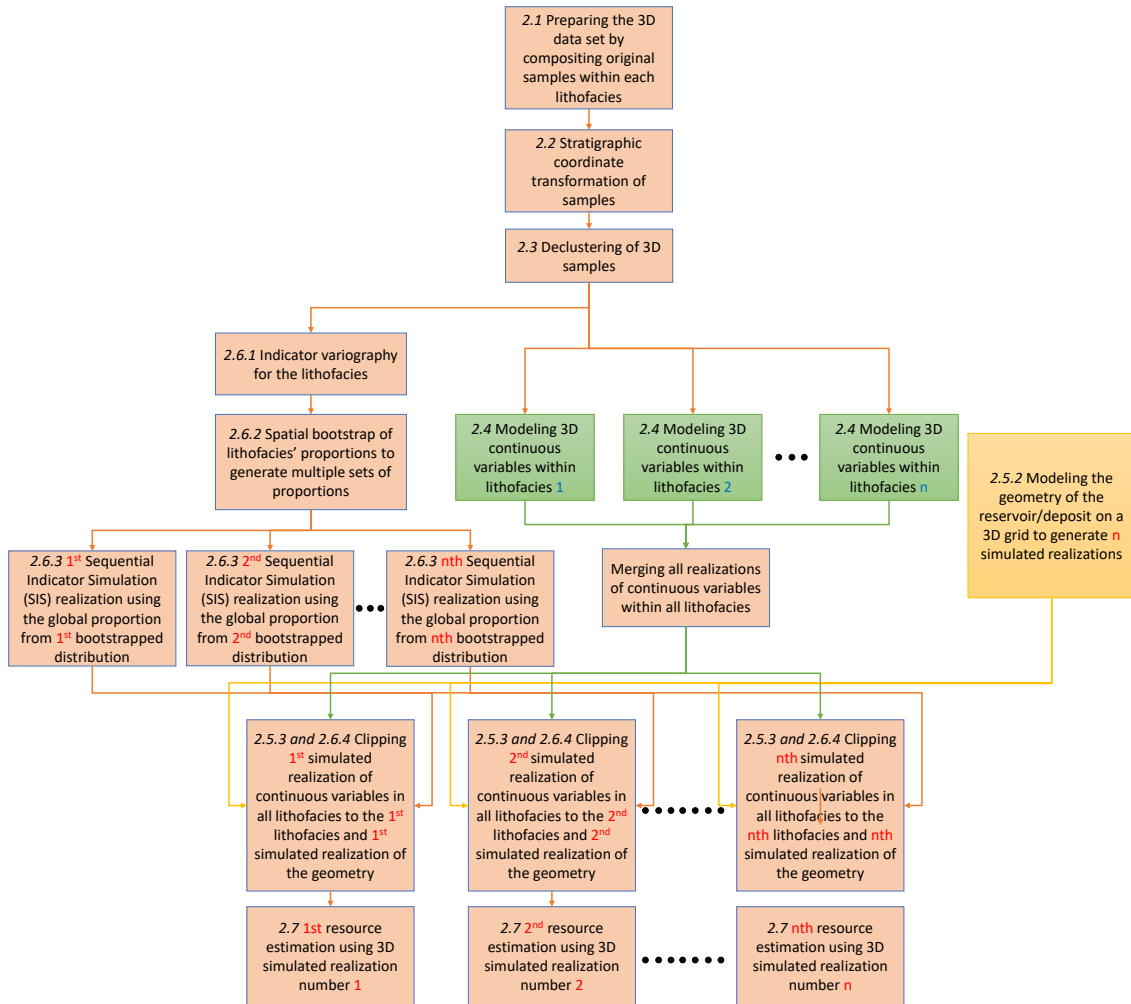 2.1 Preparing the 3D
data set by
compositing original
samples within each
lithofacies
2.2 Stratigraphic
coordinate
transformation of
samples
2.3 Declustering of 3D
samples
2.6.1 Indicator variography
for the lithofacies
2.6.2 Spatial bootstrap of
lithofacies' proportions to
generate multiple sets of
proportions
2.4 Modeling 3D
continuous
variables within
lithofacies 1
2.4 Modeling 3D
continuous
variables within
lithofacies 2
2.4 Modeling 3D
continuous
variables within
lithofacies n
2.5.2 Modeling the
geometry of the
reservoir/deposit on a
3D grid to generate n
simulated realizations
2.6.3 1st Sequential
Indicator Simulation
(SIS) realization using
the global proportion
from 1st bootstrapped
distribution
2.6.3 2nd Sequential
Indicator Simulation
(SIS) realization using
the global proportion
from 2nd bootstrapped
distribution
2.6.3 nth Sequential
Indicator Simulation
(SIS) realization using
the global proportion
from nth bootstrapped
distribution
Merging all realizations
of continuous variables
within all lithofacies
2.5.3 and 2.6.4 Clipping
1st simulated
realization of
continuous variables in
all lithofacies to the 1st
lithofacies and 1st
simulated realization of
the geometry
2.5.3 and 2.6.4 Clipping
2nd simulated
realization of
continuous variables in
all lithofacies to the 2nd
lithofacies and 2nd
simulated realization of
the geometry
2.5.3 and 2.6.4 Clipping
nth simulated
realization of
continuous variables in
all lithofacies to the
nth lithofacies and nth
simulated realization of
the geometry
2.7 1st resource
estimation using 3D
simulated realization
number 1
2.7 2nd resource
estimation using 3D
simulated realization
number 2
2.7 nth resource
estimation using 3D
simulated realization
number n